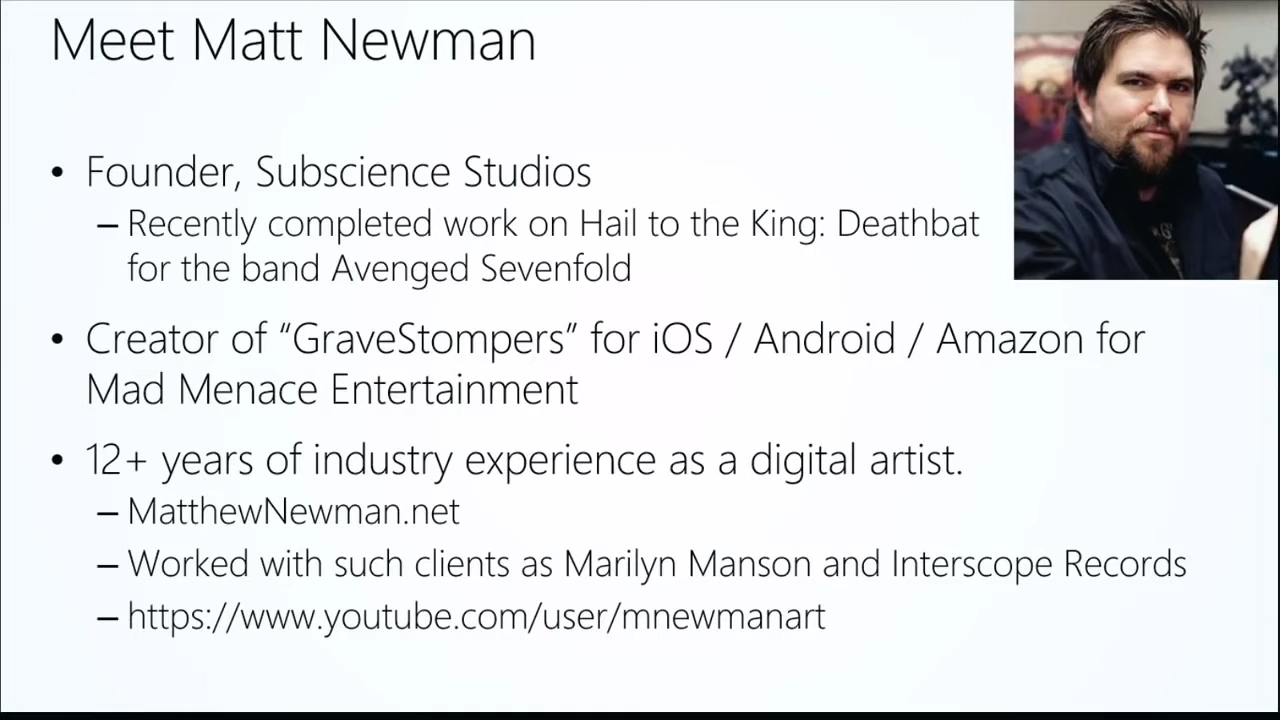 Meet Matt Newman
• Founder, Subscience Studios
– Recently completed work on Hail to the King: Deathbat
for the band Avenged Sevenfold
• Creator of “GraveStompers” for iOS / Android / Amazon for
Mad Menace Entertainment
• 12+ years of industry experience as a digital artist.
– MatthewNewman.net
– Worked with such clients as Marilyn Manson and Interscope Records
– https://www.youtube.com/user/mnewmanart